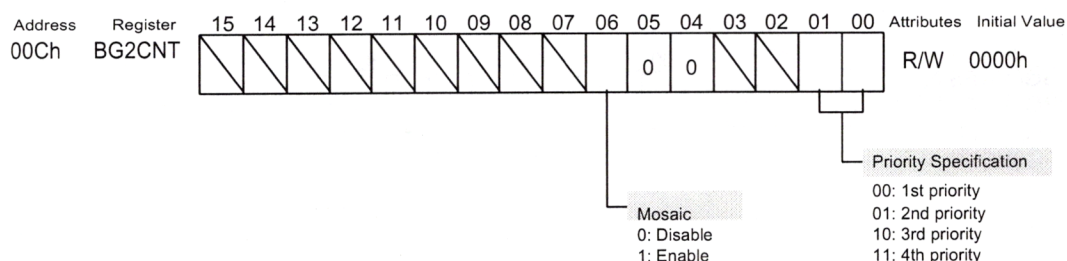 Address Register 15 14 13 12 11 10 09 08 07 06 05 04 03 02 01 00 Attributes Initial Value
00Ch BG2CNT 0 0 R/W 0000h
Priority Specification
00: 1st priority
01: 2nd priority
10: 3rd priority
11: 4th priority
Mosaic
0: Disable
1: Enable